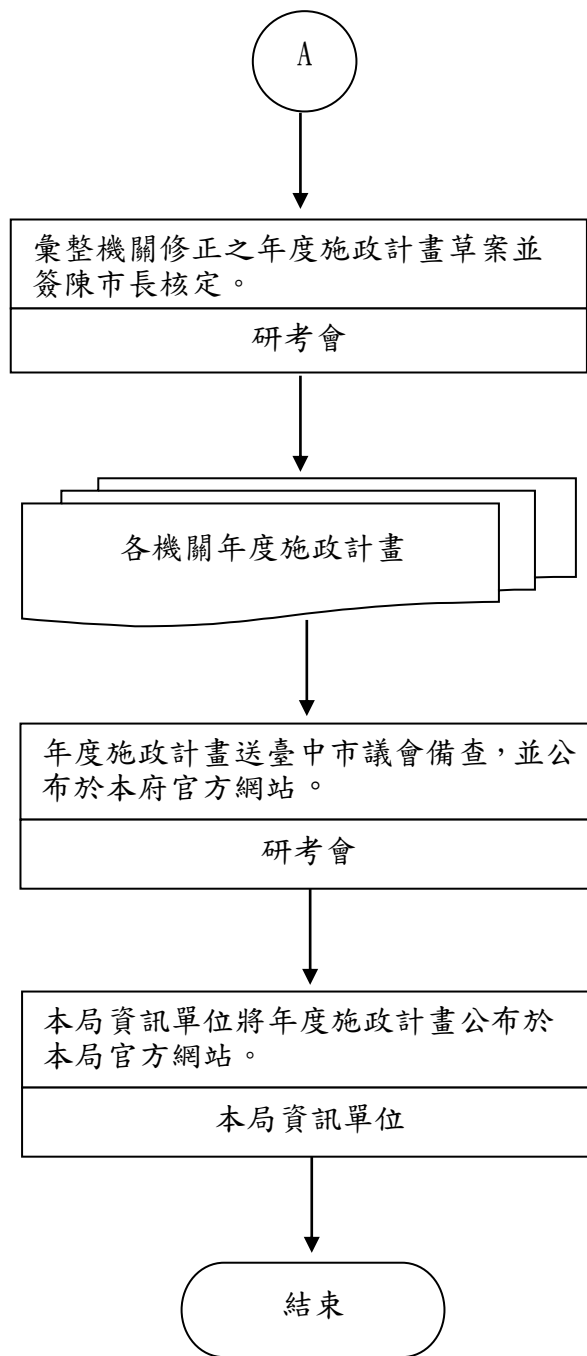 A
彙整機關修正之年度施政計畫草案並
簽陳市長核定。
研考會
各機關年度施政計畫
年度施政計畫送臺中市議會備查，並公
布於本府官方網站。
研考會
本局資訊單位將年度施政計畫公布於
本局官方網站。
本局資訊單位
結束